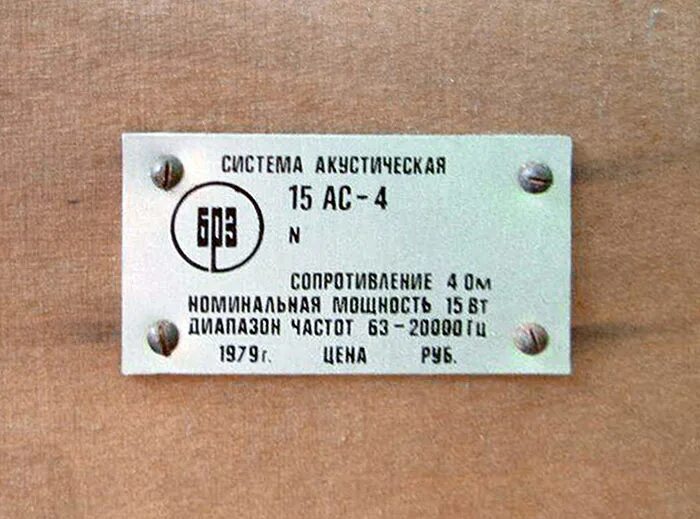 СИСТЕМА АКУСТИЧЕСКАЯ
15 АС-4
БРЗ
N
СОПРОТИВЛЕНИЕ 4 Ом
НОМИНАЛЬНАЯ МОЩНОСТЬ 15 Вт
ДИАПАЗОН ЧАСТОТ 63-20000 Гц
1979 г. ЦЕНА РУБ.